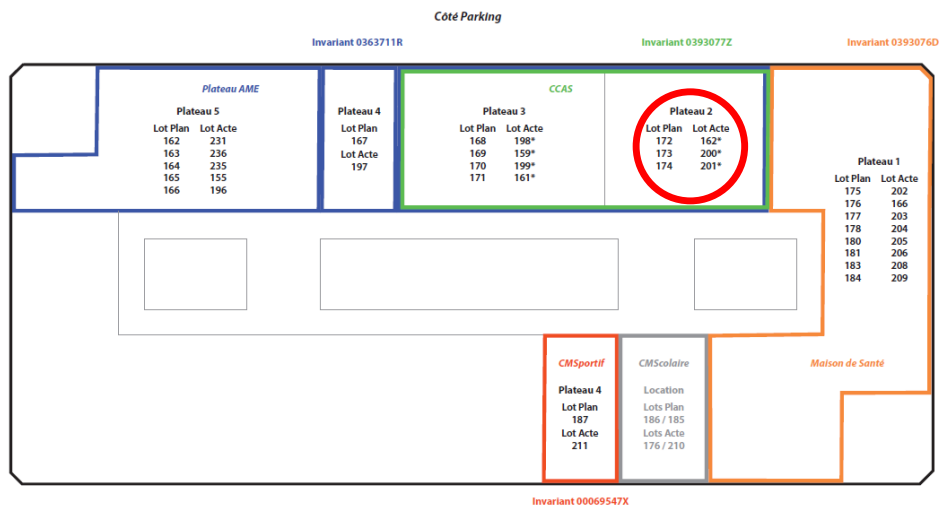 Côté Parking
Invariant 0363711R
Invariant 0393077Z
Invariant 0393076D
Plateau AME
Plateau 5
Lot Plan Lot Acte
162 231
163 236
164 235
165 155
166 196
Plateau 4
Lot Plan
167
Lot Acte
197
CCAS
Plateau 3
Lot Plan Lot Acte
168 198*
169 159*
170 199*
171 161*
Plateau 2
Lot Plan Lot Acte
172 162*
173 200*
174 201*
Plateau 1
Lot Plan Lot Acte
175 202
176 166
177 203
178 204
180 205
181 206
183 208
184 209
CMSportif
Plateau 4
Lot Plan
187
Lot Acte
211
CMScolaire
Location
Lots Plan
186 / 185
Lots Acte
176 / 210
Maison de Santé
Invariant 00069547X